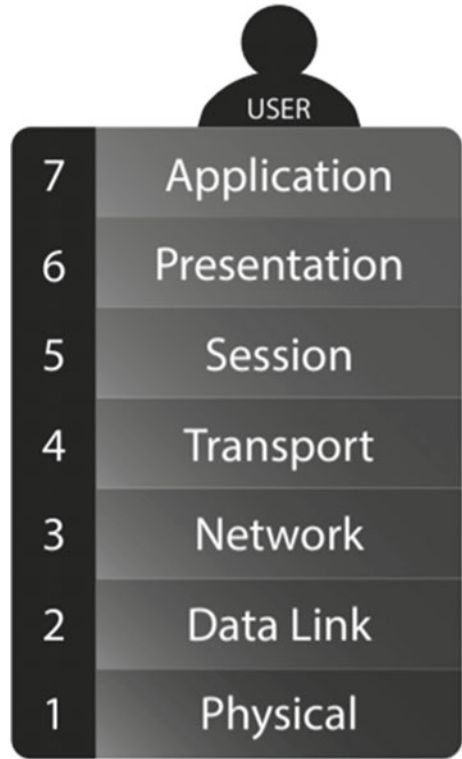 USER
7 Application
6 Presentation
5 Session
4 Transport
3 Network
2 Data Link
1 Physical